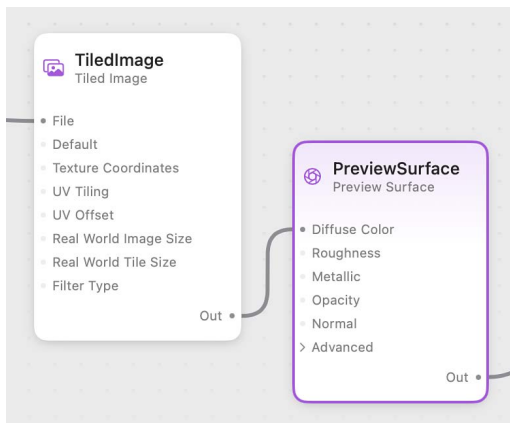 TiledImage
Tiled Image
File
Default
Texture Coordinates
UV Tiling
UV Offset
Real World Image Size
Real World Tile Size
Filter Type
Out
PreviewSurface
Preview Surface
Diffuse Color
Roughness
Metallic
Opacity
Normal
Advanced
Out